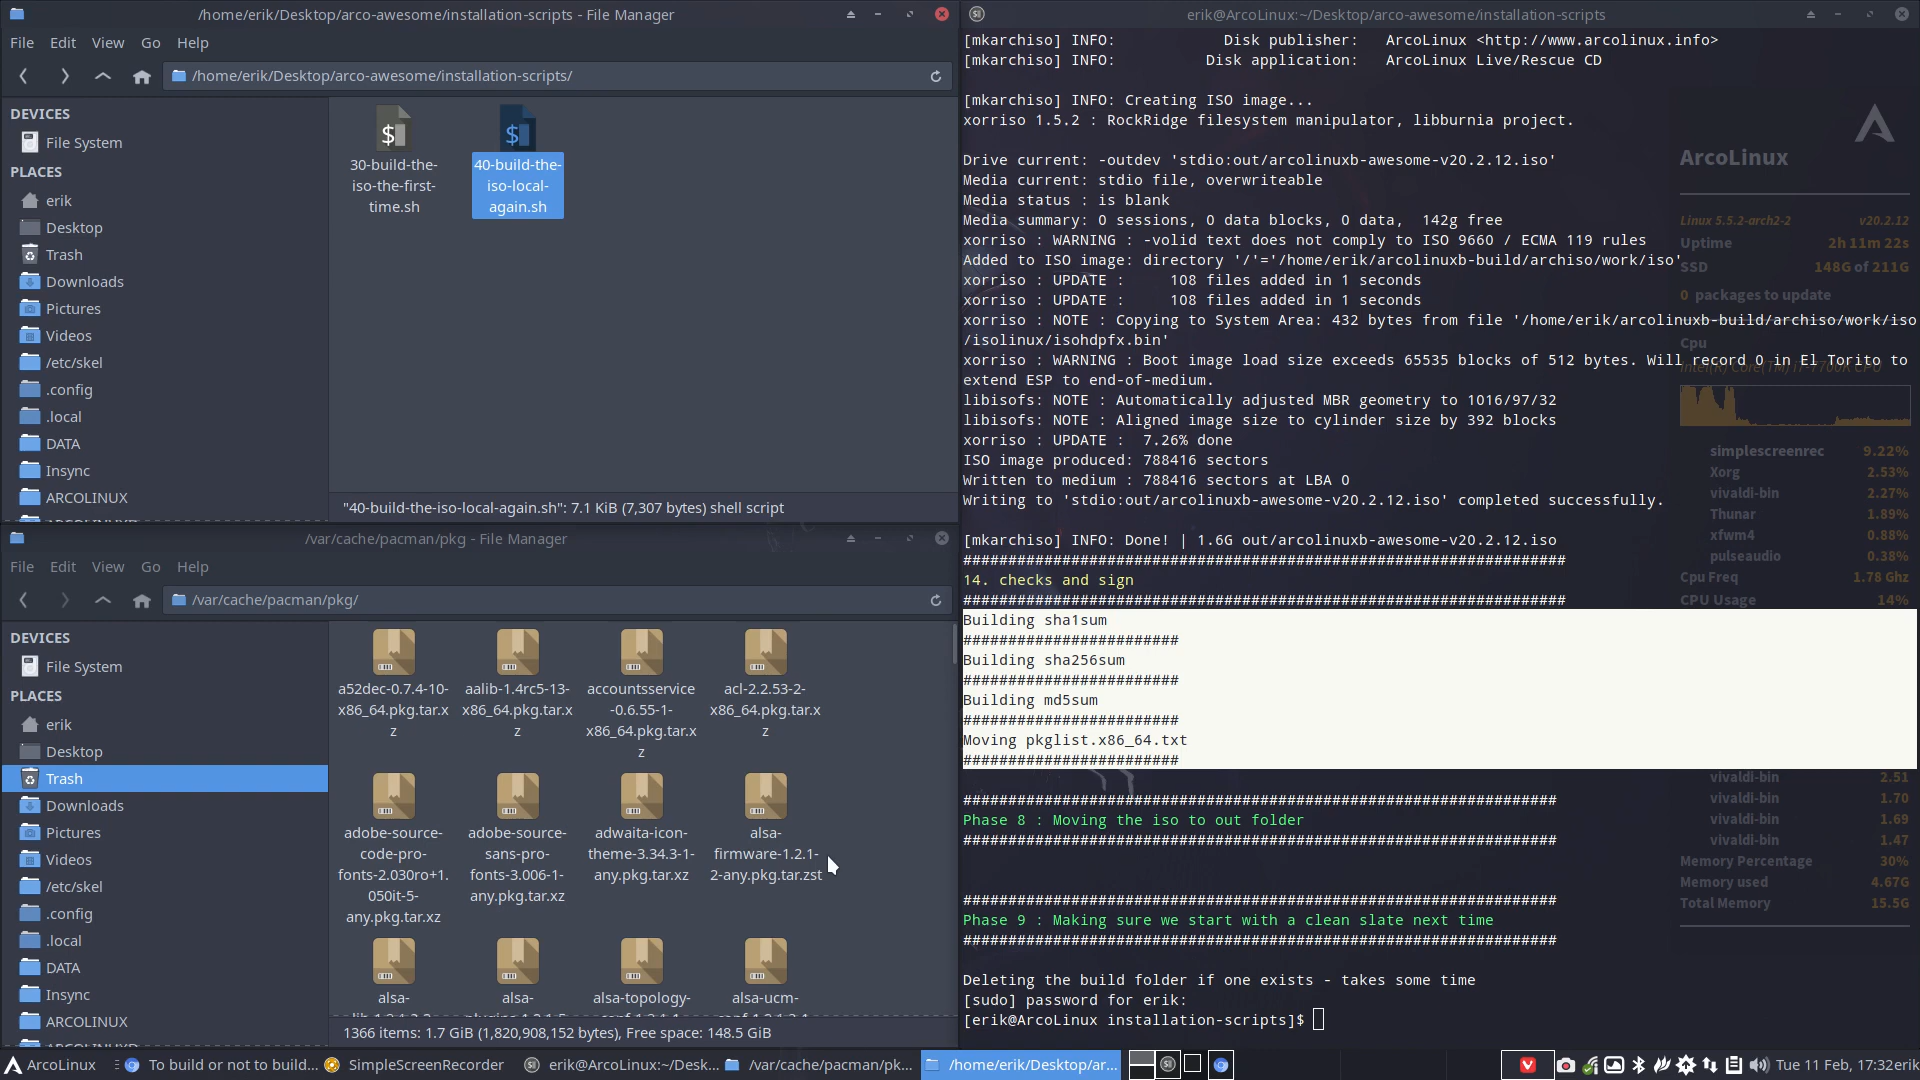 /home/erik/Desktop/arco-awesome/installation-scripts - File Manager
File Edit View Go Help
/home/erik/Desktop/arco-awesome/installation-scripts/
DEVICES
File System
PLACES
erik
Desktop
Trash
Downloads
Pictures
Videos
/etc/skel
.config
.local
DATA
Insync
ARCOLINUX
30-build-the-
iso-the-first-
time.sh
40-build-the-
iso-local-
again.sh
"40-build-the-iso-local-again.sh": 7.1 KiB (7,307 bytes) shell script
/var/cache/pacman/pkg - File Manager
File Edit View Go Help
/var/cache/pacman/pkg/
DEVICES
File System
PLACES
erik
Desktop
Trash
Downloads
Pictures
Videos
/etc/skel
.config
.local
DATA
Insync
ARCOLINUX
a52dec-0.7.4-10-
x86_64.pkg.tar.x
z
aalib-1.4rc5-13-
x86_64.pkg.tar.x
z
accountsservice
-0.6.55-1-
x86_64.pkg.tar.x
z
acl-2.2.53-2-
x86_64.pkg.tar.x
z
adobe-source-
code-pro-
fonts-2.030ro+1.
050it-5-
any.pkg.tar.xz
adobe-source-
sans-pro-
fonts-3.006-1-
any.pkg.tar.xz
adwaita-icon-
theme-3.34.3-1-
any.pkg.tar.xz
alsa-
firmware-1.2.1-
2-any.pkg.tar.zst
alsa-
alsa-
alsa-topology-
alsa-ucm-
1366 items: 1.7 GiB (1,820,908,152 bytes), Free space: 148.5 GiB
erik@ArcoLinux:~/Desktop/arco-awesome/installation-scripts
[mkarchiso] INFO:            Disk publisher:   ArcoLinux <http://www.arcolinux.info>
[mkarchiso] INFO:          Disk application:   ArcoLinux Live/Rescue CD
[mkarchiso] INFO: Creating ISO image...
xorriso 1.5.2 : RockRidge filesystem manipulator, libburnia project.
Drive current: -outdev 'stdio:out/arcolinuxb-awesome-v20.2.12.iso'
Media current: stdio file, overwriteable
Media status : is blank
Media summary: 0 sessions, 0 data blocks, 0 data,  142g free
xorriso : WARNING : -volid text does not comply to ISO 9660 / ECMA 119 rules
Added to ISO image: directory '/'='/home/erik/arcolinuxb-build/archiso/work/iso'
xorriso : UPDATE :     108 files added in 1 seconds
xorriso : UPDATE :     108 files added in 1 seconds
xorriso : NOTE : Copying to System Area: 432 bytes from file '/home/erik/arcolinuxb-build/archiso/work/iso
/isolinux/isohdpfx.bin'
xorriso : WARNING : Boot image load size exceeds 65535 blocks of 512 bytes. Will record 0 in El Torito to
extend ESP to end-of-medium.
libisofs: NOTE : Automatically adjusted MBR geometry to 1016/97/32
libisofs: NOTE : Aligned image size to cylinder size by 392 blocks
xorriso : UPDATE :  7.26% done
ISO image produced: 788416 sectors
Written to medium : 788416 sectors at LBA 0
Writing to 'stdio:out/arcolinuxb-awesome-v20.2.12.iso' completed successfully.
[mkarchiso] INFO: Done! | 1.6G out/arcolinuxb-awesome-v20.2.12.iso
###################################################################
14. checks and sign
###################################################################
Building sha1sum
########################
Building sha256sum
########################
Building md5sum
########################
Moving pkglist.x86_64.txt
########################
##################################################################
Phase 8 : Moving the iso to out folder
##################################################################
##################################################################
Phase 9 : Making sure we start with a clean slate next time
##################################################################
Deleting the build folder if one exists - takes some time
[sudo] password for erik:
[erik@ArcoLinux installation-scripts]$
ArcoLinux
Linux 5.5.2-arch2-2 v20.2.12
Uptime 2h 11m 22s
SSD 148G of 211G
0 packages to update
Cpu
Intel(R) Core(TM) i7-7700K CPU
simplescreenrec 9.22%
Xorg 2.53%
vivaldi-bin 2.27%
Thunar 1.89%
xfwm4 0.88%
pulseaudio 0.38%
Cpu Freq 1.78 Ghz
CPU Usage 14%
vivaldi-bin 2.51
vivaldi-bin 1.70
vivaldi-bin 1.69
vivaldi-bin 1.47
Memory Percentage 30%
Memory used 4.67G
Total Memory 15.5G
ArcoLinux To build or not to build... SimpleScreenRecorder erik@ArcoLinux:~/Desk... /var/cache/pacman/pk... /home/erik/Desktop/ar... Tue 11 Feb, 17:32 erik